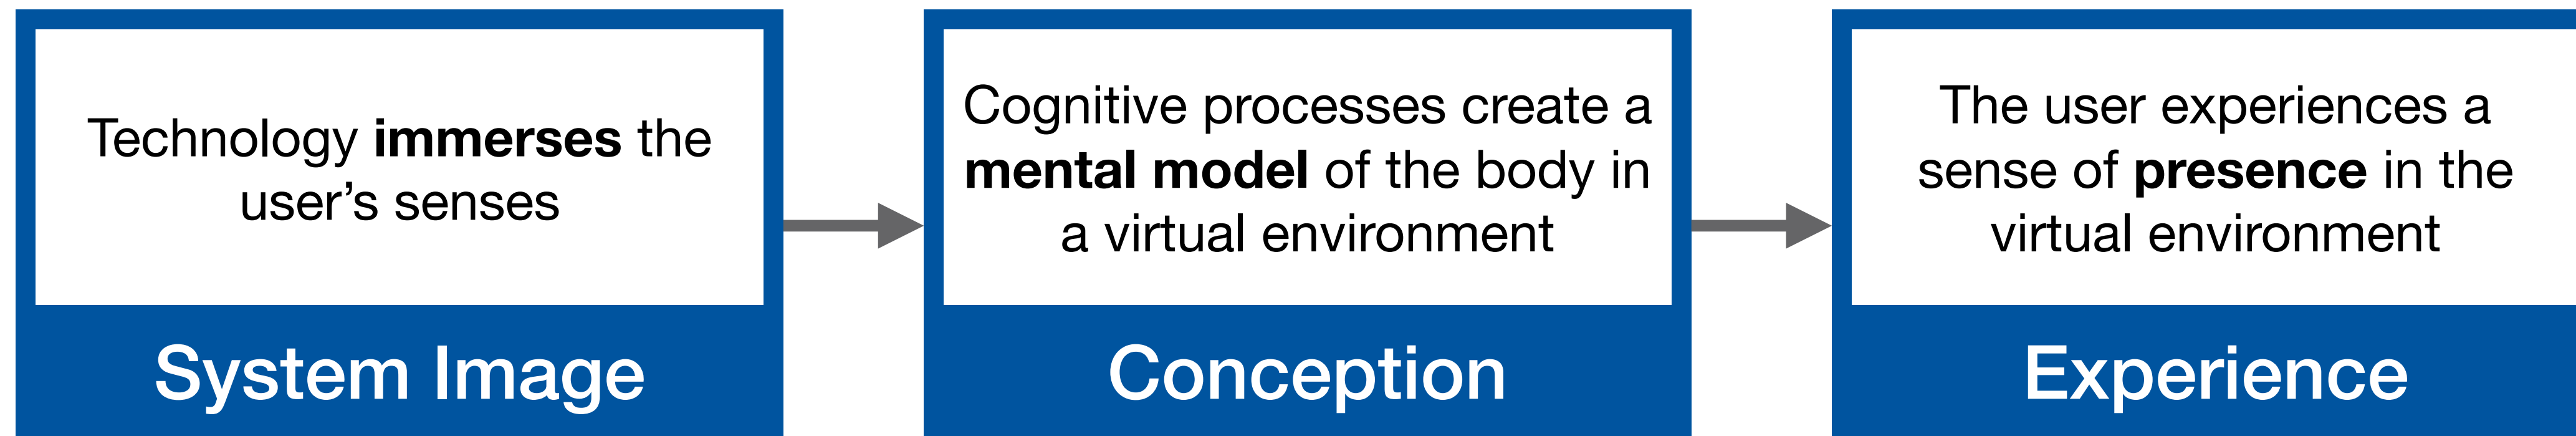 Technology immerses the
user’s senses
System Image
Cognitive processes create a
mental model of the body in
a virtual environment
Conception
The user experiences a
sense of presence in the
virtual environment
Experience